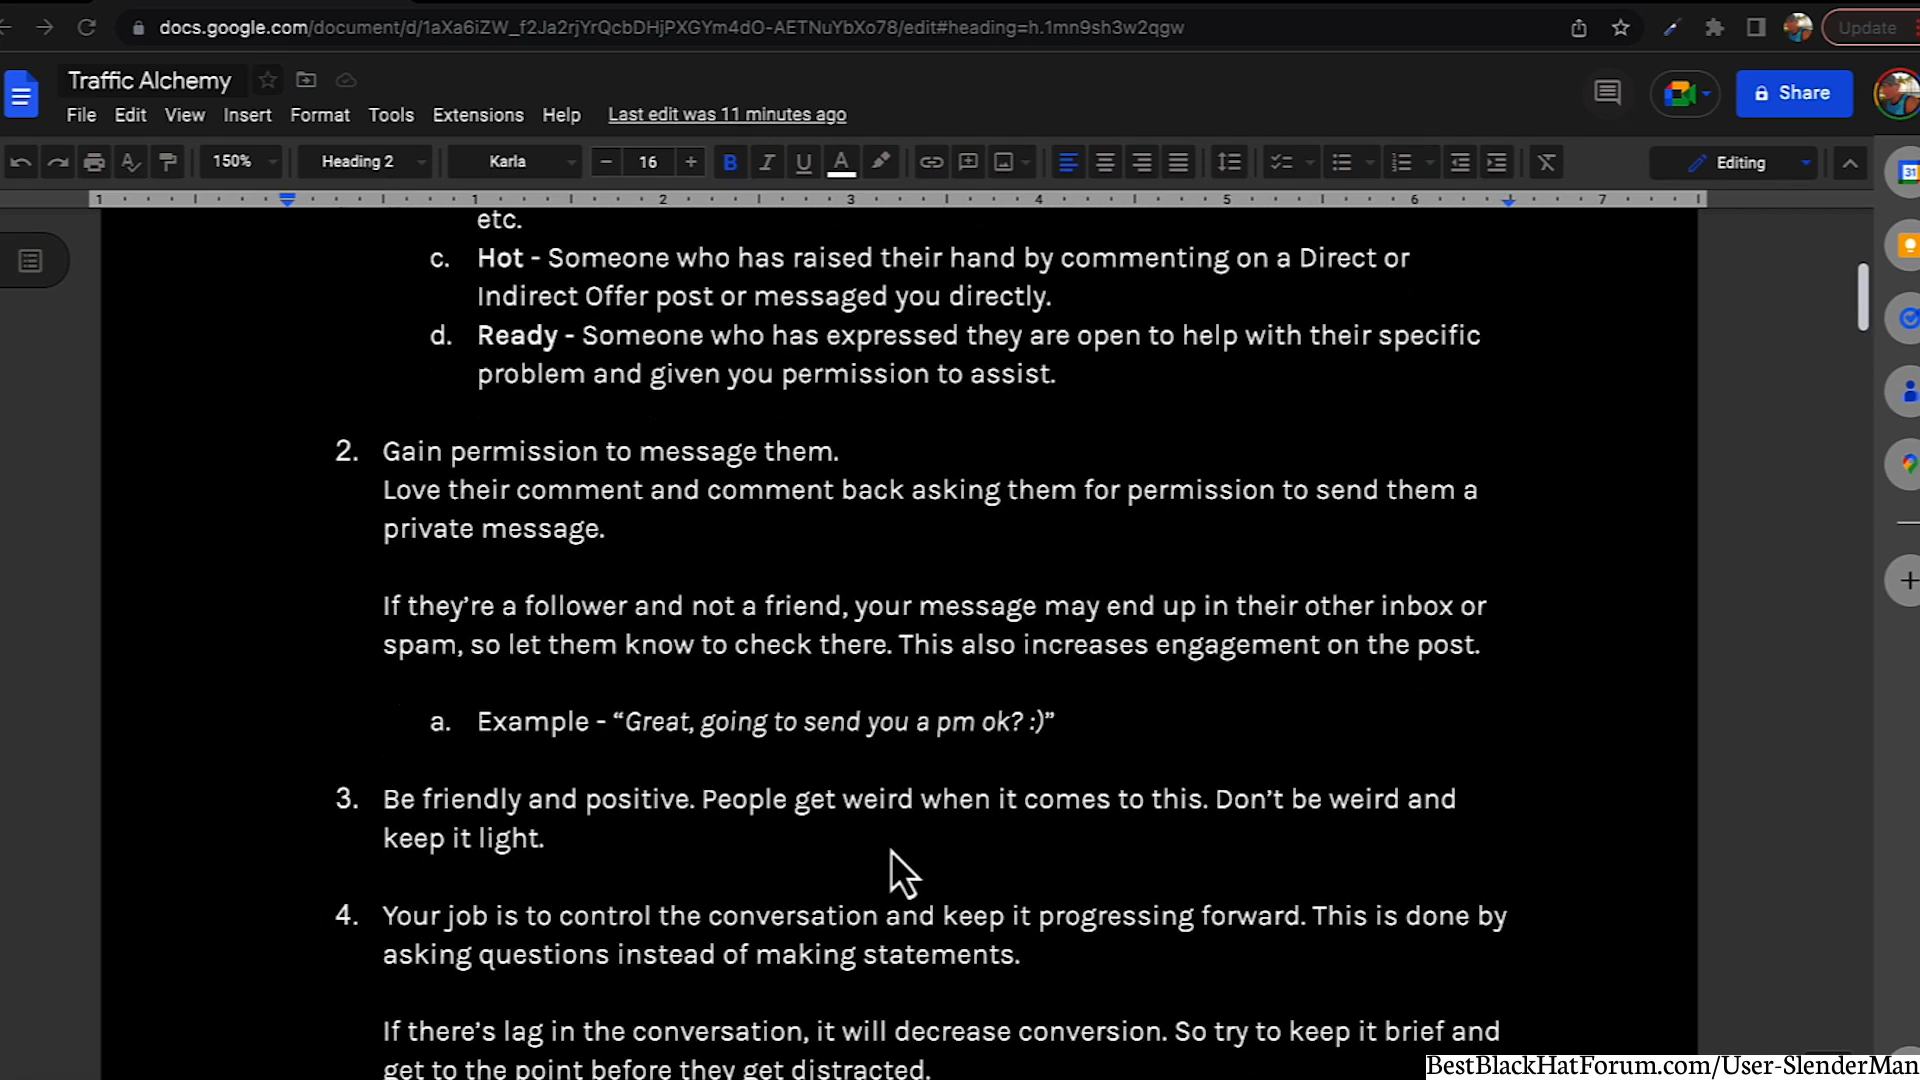 docs.google.com/document/d/1aXa6iZW_f2Ja2rjYrQcbDHjPXGYm4dO-AETNuYbXo78/edit#heading=h.1mn9sh3w2qgw
Update
Traffic Alchemy
Share
File Edit View Insert Format Tools Extensions Help Last edit was 11 minutes ago
150% Heading 2 Karla – 16 + B I U A Editing
1 1 2 3 4 5 6 7
31
etc.
c. Hot - Someone who has raised their hand by commenting on a Direct or
Indirect Offer post or messaged you directly.
d. Ready - Someone who has expressed they are open to help with their specific
problem and given you permission to assist.
2. Gain permission to message them.
Love their comment and comment back asking them for permission to send them a
private message.
If they’re a follower and not a friend, your message may end up in their other inbox or
spam, so let them know to check there. This also increases engagement on the post.
a. Example - “Great, going to send you a pm ok? :)”
3. Be friendly and positive. People get weird when it comes to this. Don’t be weird and
keep it light.
4. Your job is to control the conversation and keep it progressing forward. This is done by
asking questions instead of making statements.
If there’s lag in the conversation, it will decrease conversion. So try to keep it brief and
get to the point before they get distracted.
BestBlackHatForum.com/User-SlenderMan